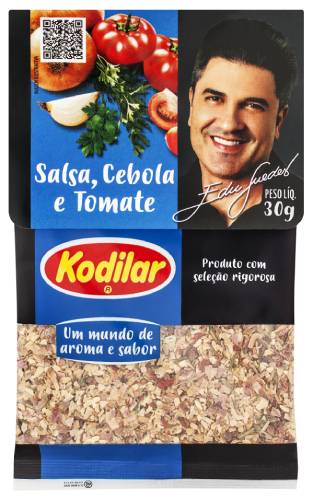 Salsa, Cebola
e Tomate
Edu Guedes
PESO LÍQ.
30g
Kodilar
®
Produto com
seleção rigorosa
Um mundo de
aroma e sabor